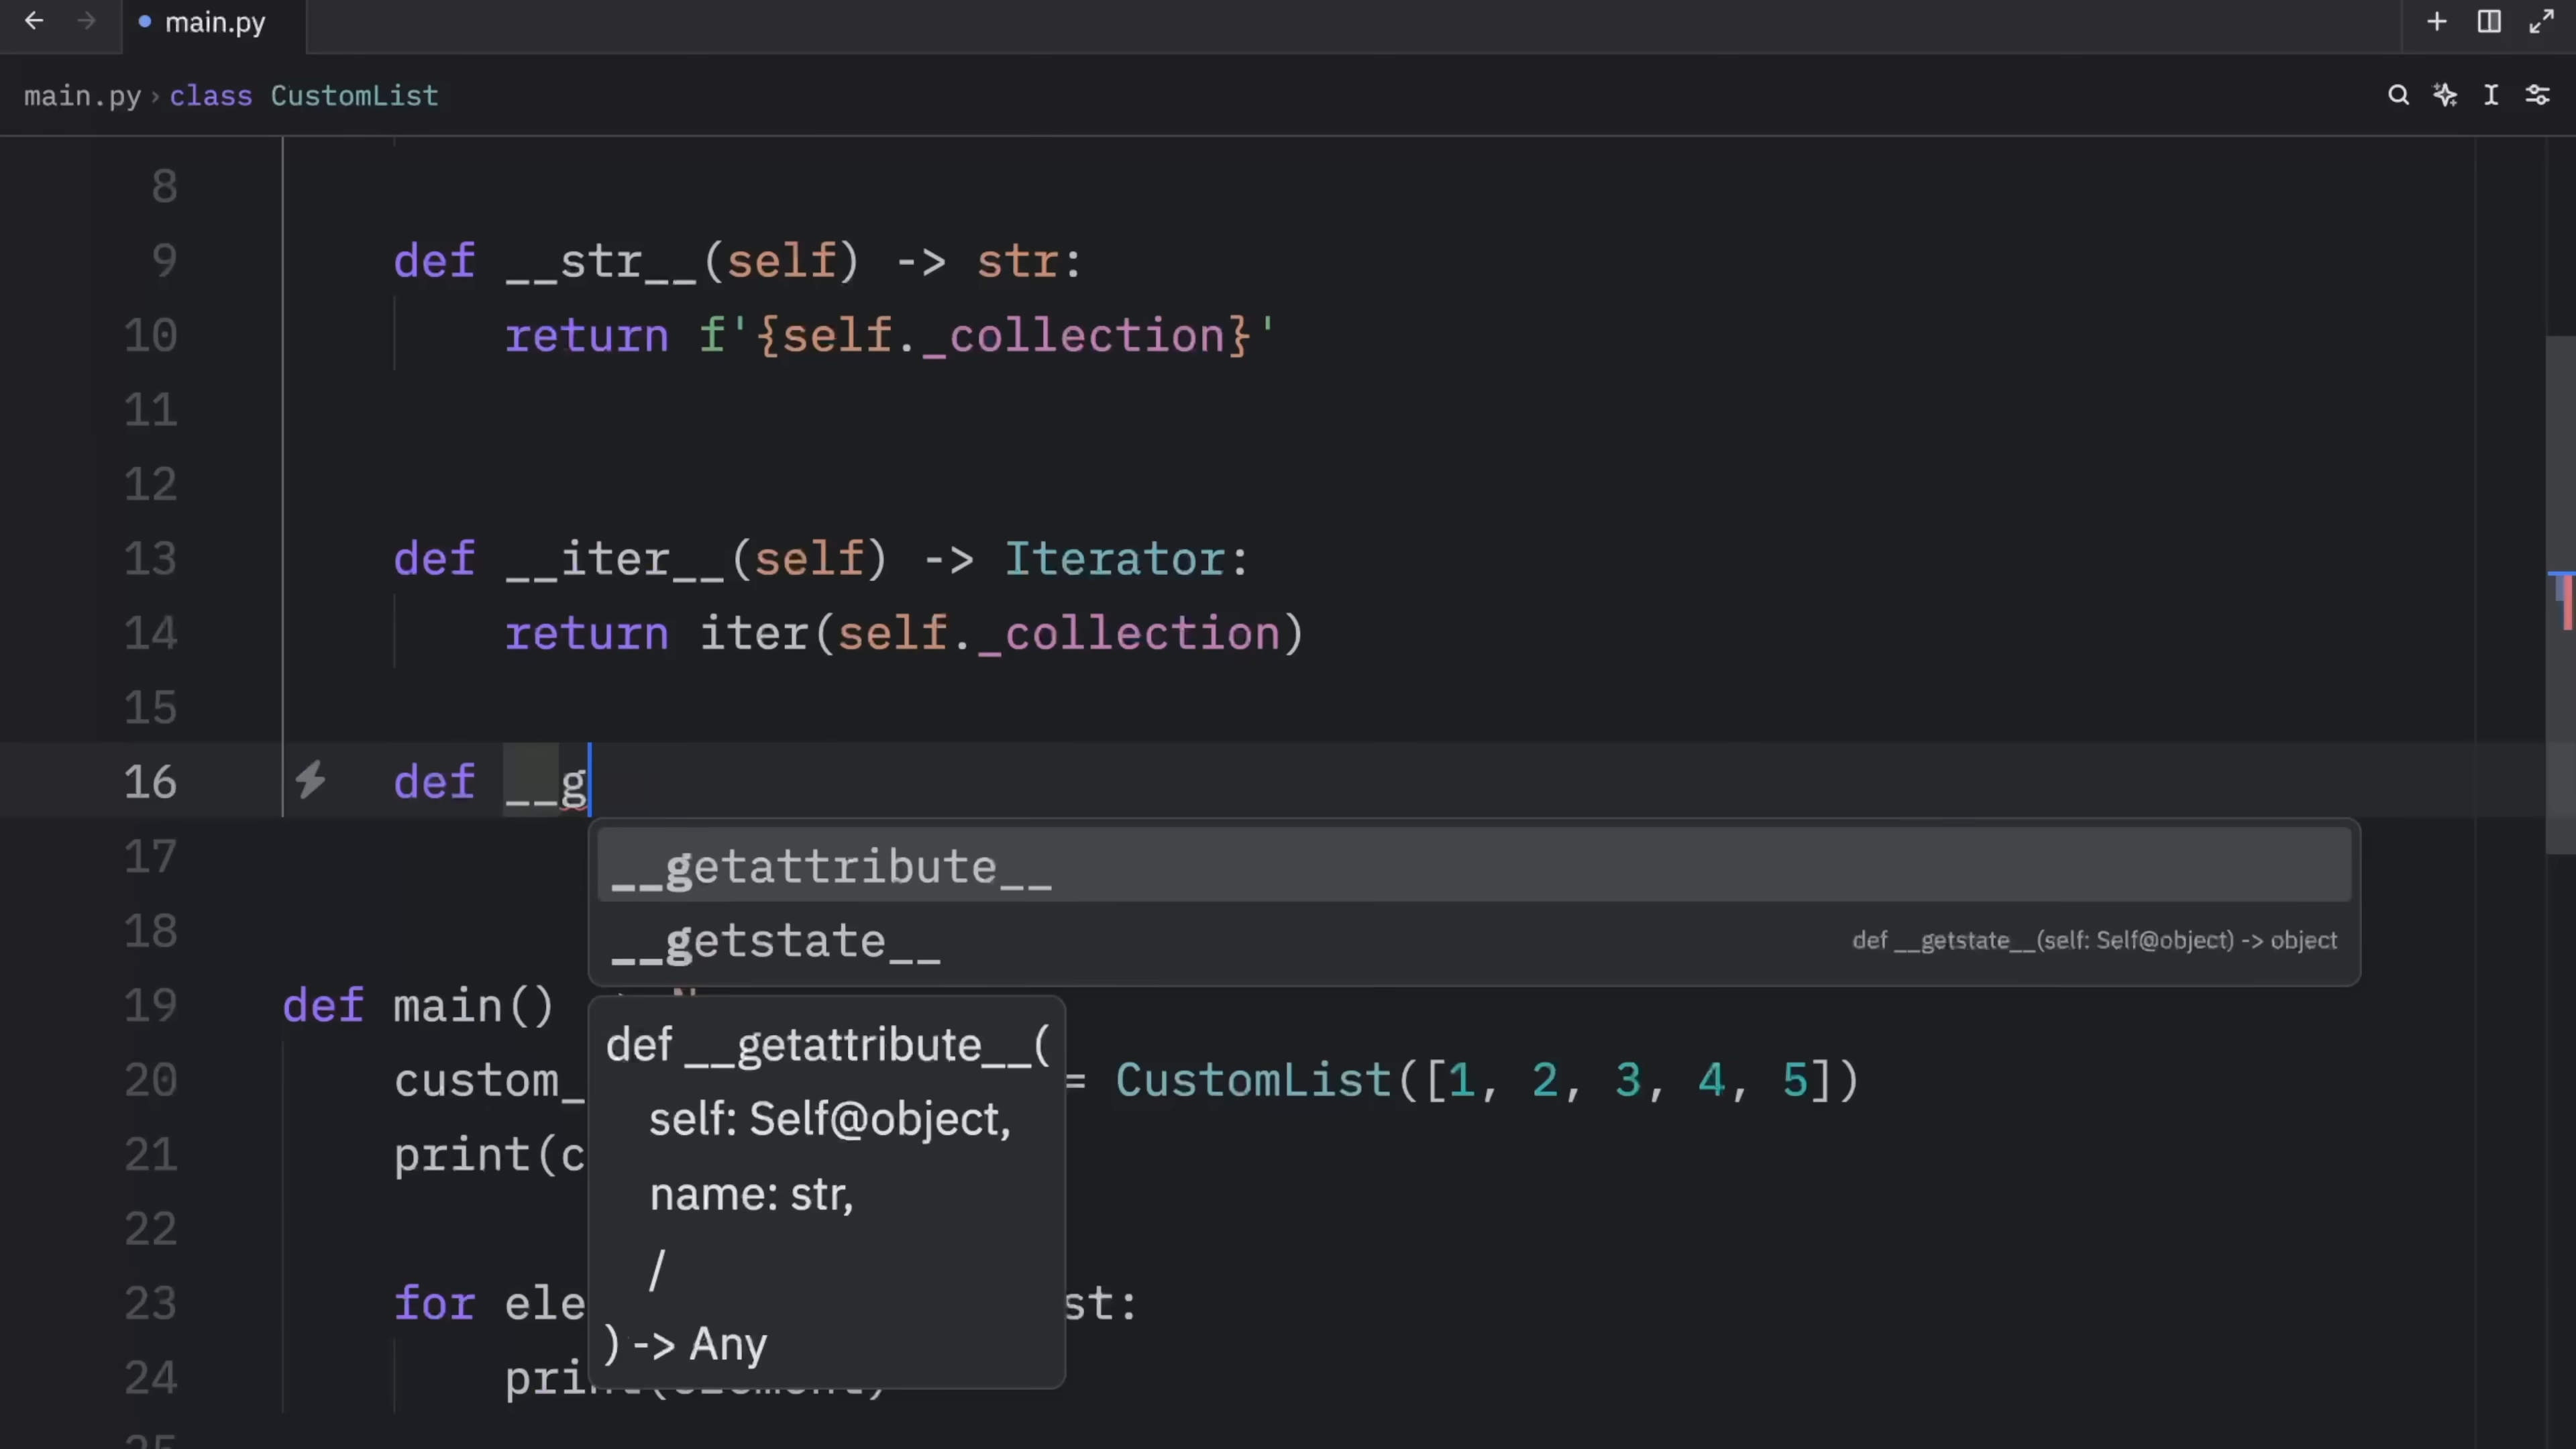 main.py
main.py › class CustomList
8
9 def __str__(self) -> str:
10 return f'{self._collection}'
11
12
13 def __iter__(self) -> Iterator:
14 return iter(self._collection)
15
16 def __g
17 __getattribute__
18 __getstate__ def __getstate__(self: Self@object) -> object
19 def main()
def __getattribute__(
20 custom_ = CustomList([1, 2, 3, 4, 5])
self: Self@object,
21 print(c
name: str,
22
/
23 for ele st:
) -> Any
24 print(element)